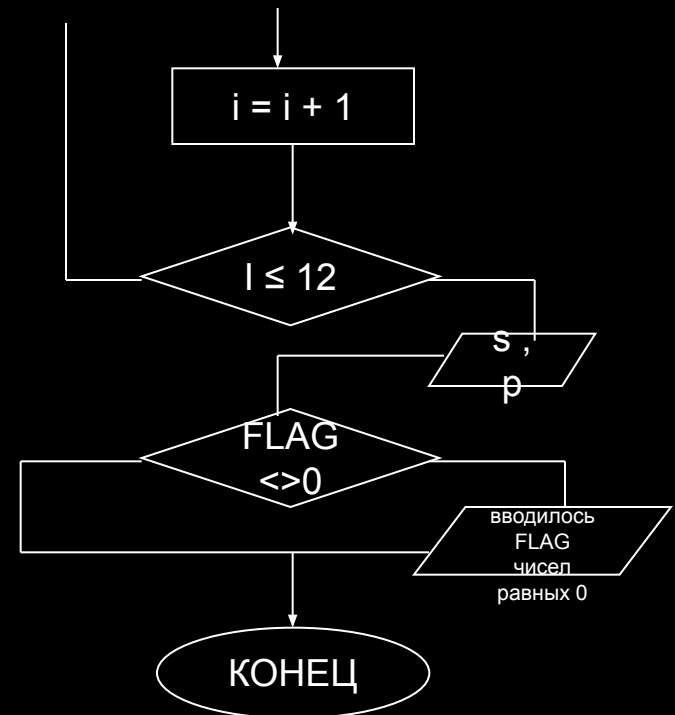 i = i + 1
I ≤ 12
s ,
p
FLAG
<>0
вводилось
FLAG
чисел
равных 0
КОНЕЦ